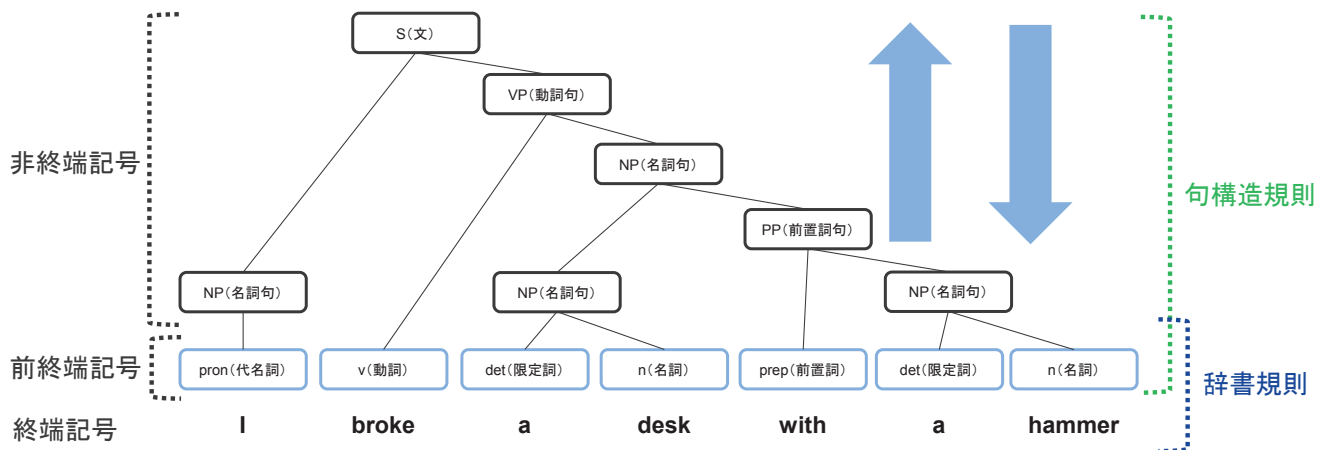 S(文)
VP(動詞句)
非終端記号
NP(名詞句)
句構造規則
PP(前置詞句)
NP(名詞句)
NP(名詞句)
NP(名詞句)
前終端記号
pron(代名詞)
v(動詞)
det(限定詞)
n(名詞)
prep(前置詞)
det(限定詞)
n(名詞)
辞書規則
終端記号
I
broke
a
desk
with
a
hammer